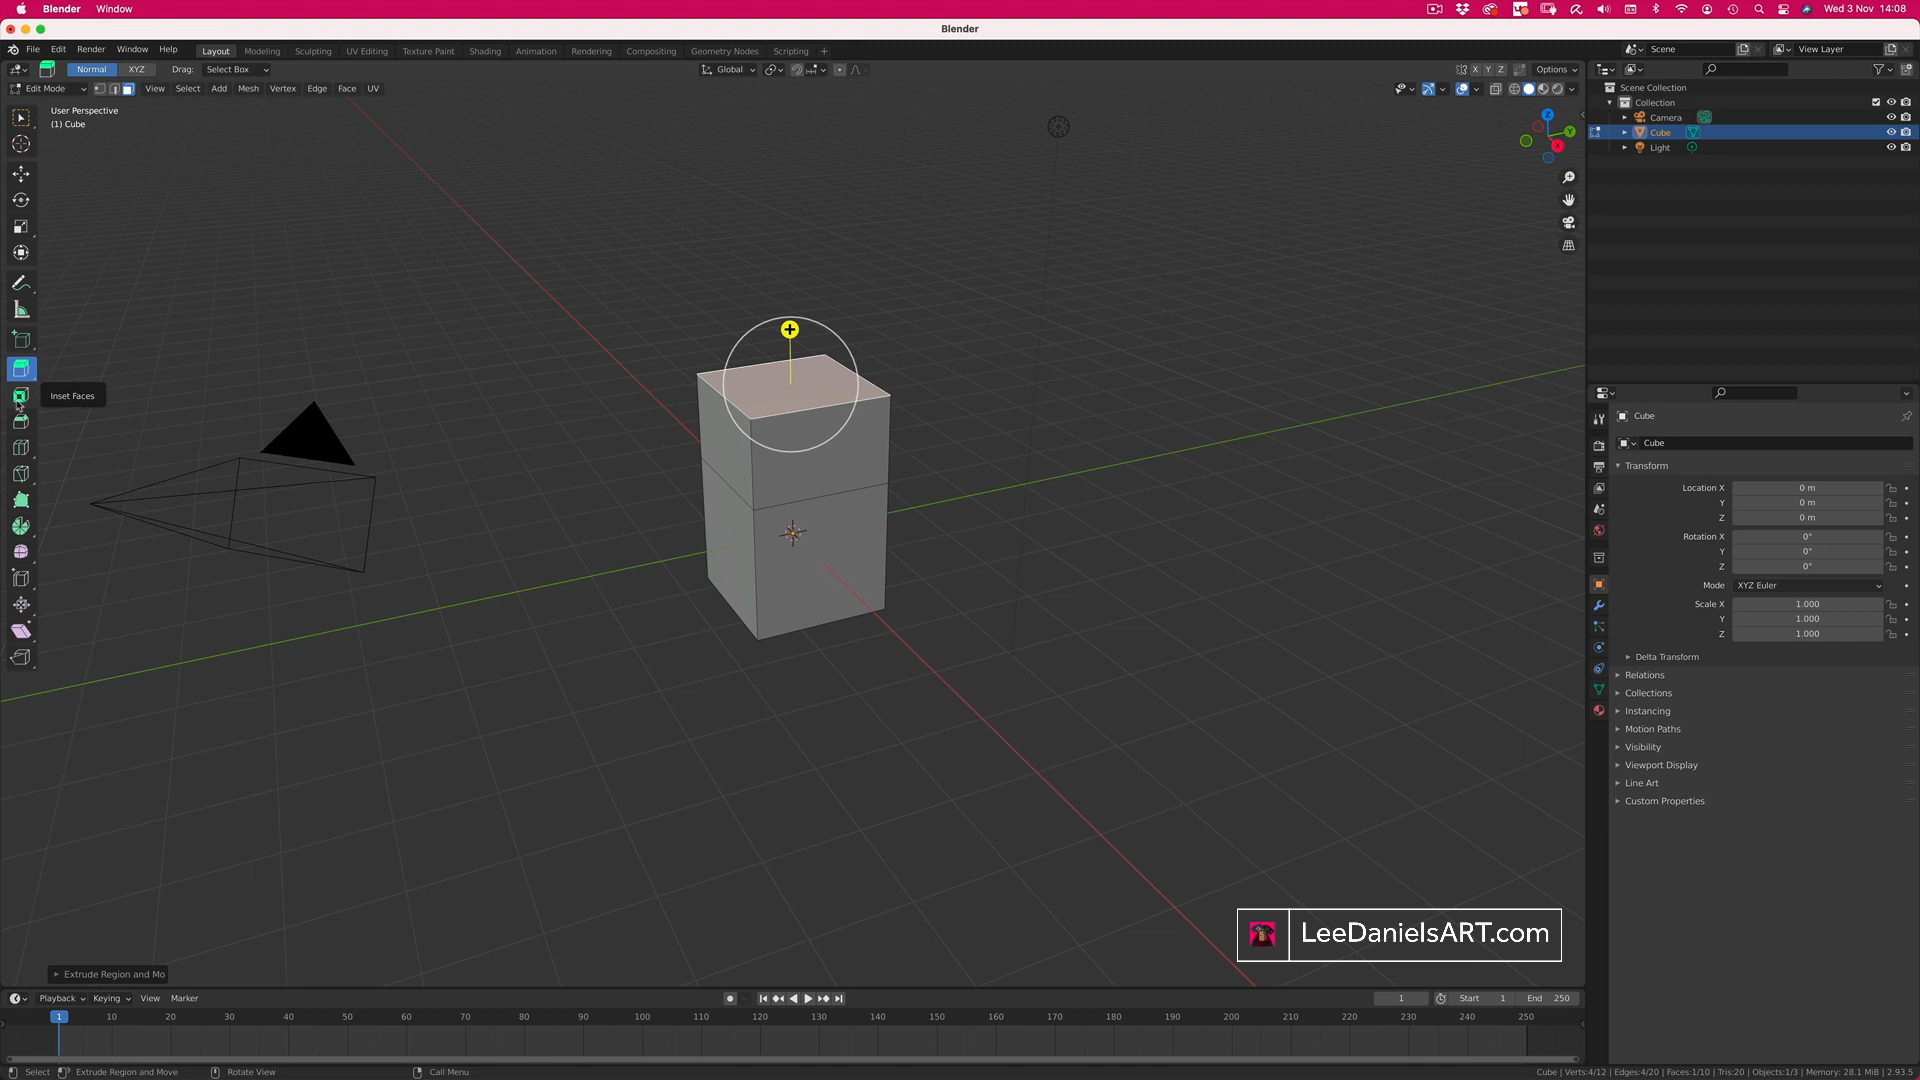 Blender Window
Wed 3 Nov 14:08
Blender
File Edit Render Window Help
Layout Modeling Sculpting UV Editing Texture Paint Shading Animation Rendering Compositing Geometry Nodes Scripting +
Scene
View Layer
Normal XYZ Drag: Select Box
Global
X Y Z Options
Edit Mode View Select Add Mesh Vertex Edge Face UV
User Perspective
(1) Cube
Z
Y
X
Inset Faces
Scene Collection
Collection
Camera
Cube
Light
Cube
Cube
Transform
Location X 0 m
Y 0 m
Z 0 m
Rotation X 0°
Y 0°
Z 0°
Mode XYZ Euler
Scale X 1.000
Y 1.000
Z 1.000
Delta Transform
Relations
Collections
Instancing
Motion Paths
Visibility
Viewport Display
Line Art
Custom Properties
LeeDanielsART.com
Extrude Region and Mo
Playback Keying View Marker
1 Start 1 End 250
1 10 20 30 40 50 60 70 80 90 100 110 120 130 140 150 160 170 180 190 200 210 220 230 240 250
Select Extrude Region and Move Rotate View Call Menu
Cube | Verts:4/12 | Edges:4/20 | Faces:1/10 | Tris:20 | Objects:1/3 | Memory: 28.1 MiB | 2.93.5